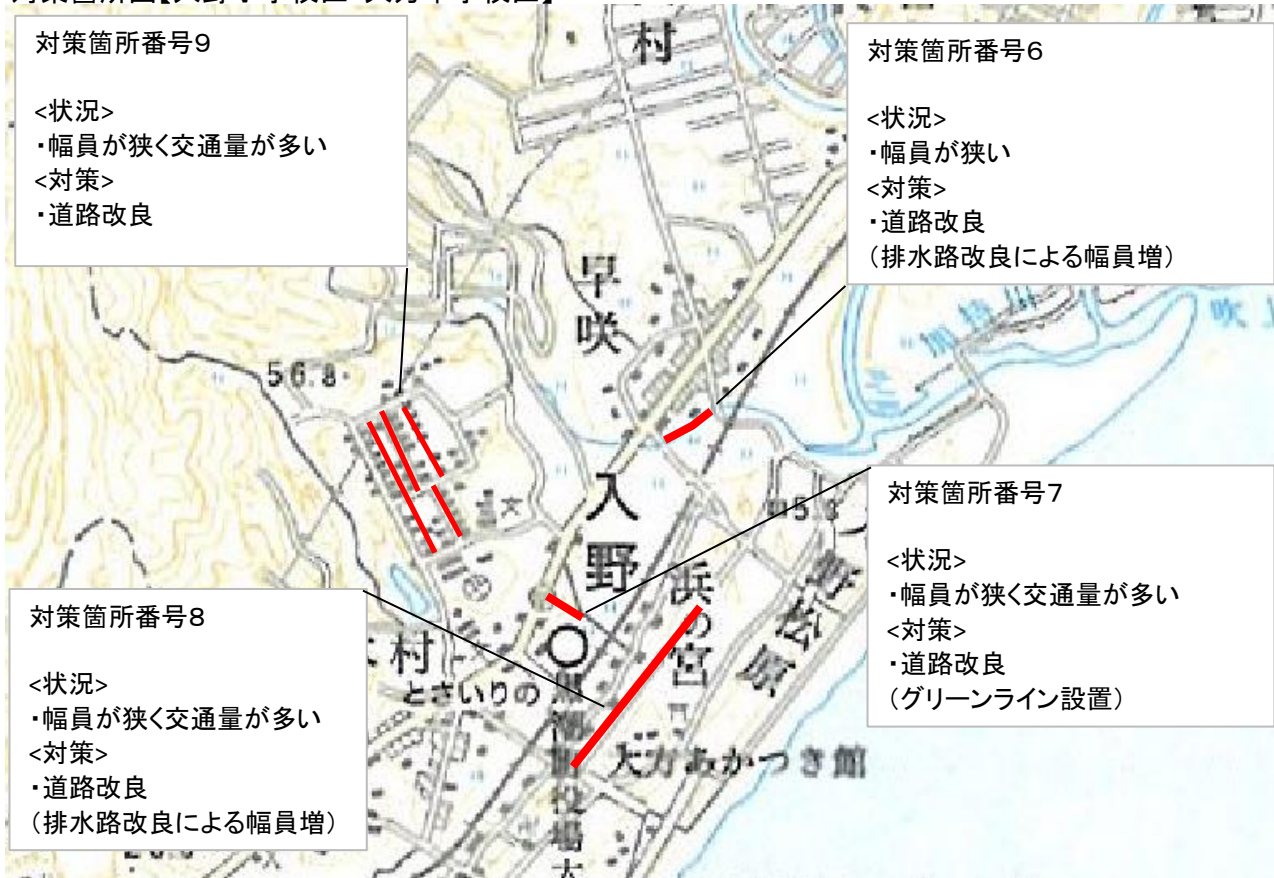 対策箇所番号9
<状況>
・幅員が狭く交通量が多い
<対策>
・道路改良
対策箇所番号6
<状況>
・幅員が狭い
<対策>
・道路改良
(排水路改良による幅員増)
村
早咲
56.8
入野
浜の宮
松原
対策箇所番号7
<状況>
・幅員が狭く交通量が多い
<対策>
・道路改良
(グリーンライン設置)
対策箇所番号8
<状況>
・幅員が狭く交通量が多い
<対策>
・道路改良
(排水路改良による幅員増)
村
とさいりの
大方あかつき館